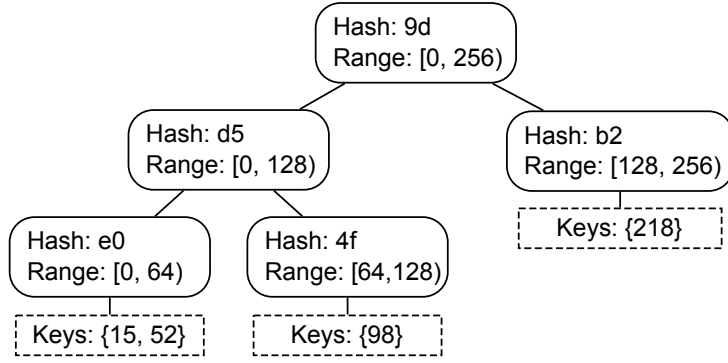 Hash: 9d
Range: [0, 256)
Hash: d5
Range: [0, 128)
Hash: b2
Range: [128, 256)
Keys: {218}
Hash: e0
Range: [0, 64)
Hash: 4f
Range: [64,128)
Keys: {15, 52}
Keys: {98}